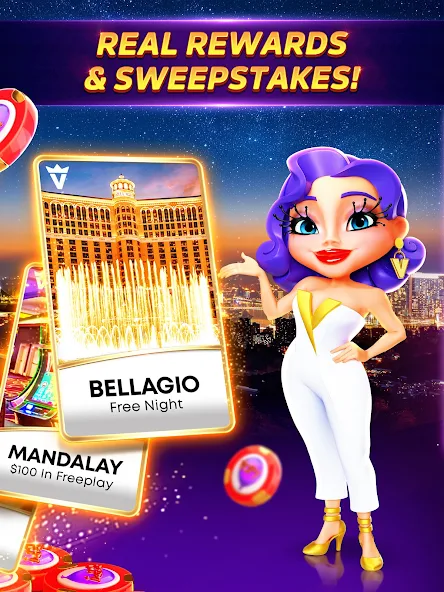 REAL REWARDS
& SWEEPSTAKES!
BELLAGIO
Free Night
MANDALAY
$100 In Freeplay